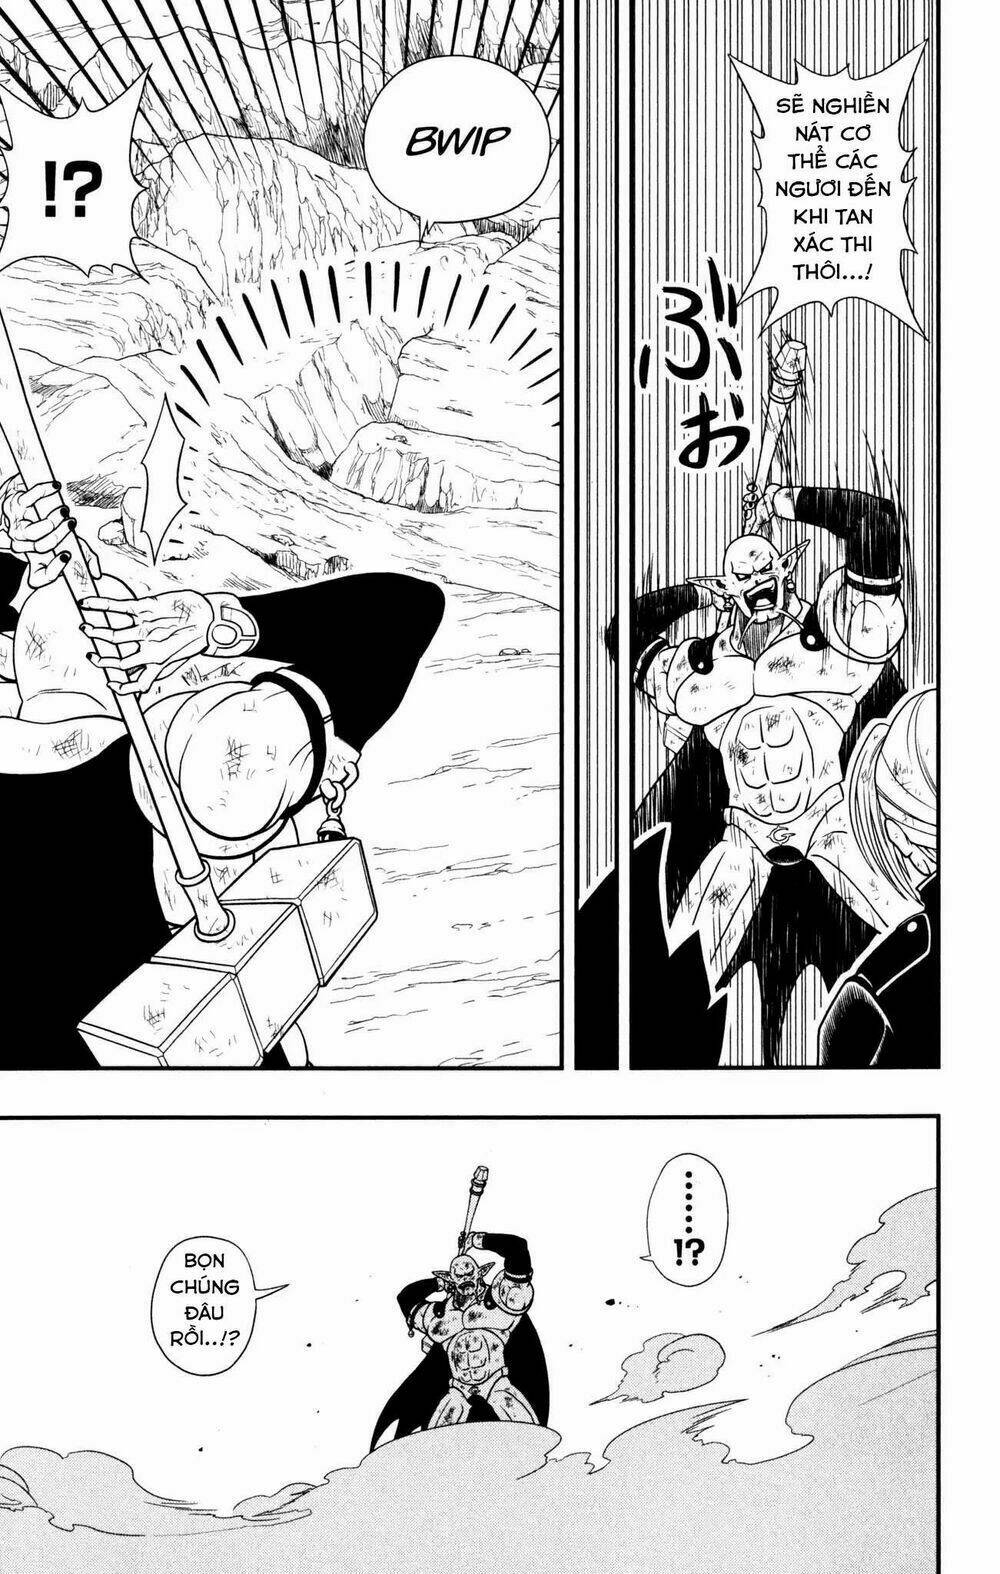 SẼ NGHIỀN
NÁT CƠ
THỂ CÁC
NGƯƠI ĐẾN
KHI TAN
XÁC THI
THÔI...!
ぶお
BWIP
!?
.......!?
BỌN
CHÚNG
ĐÂU
RỒI...!?